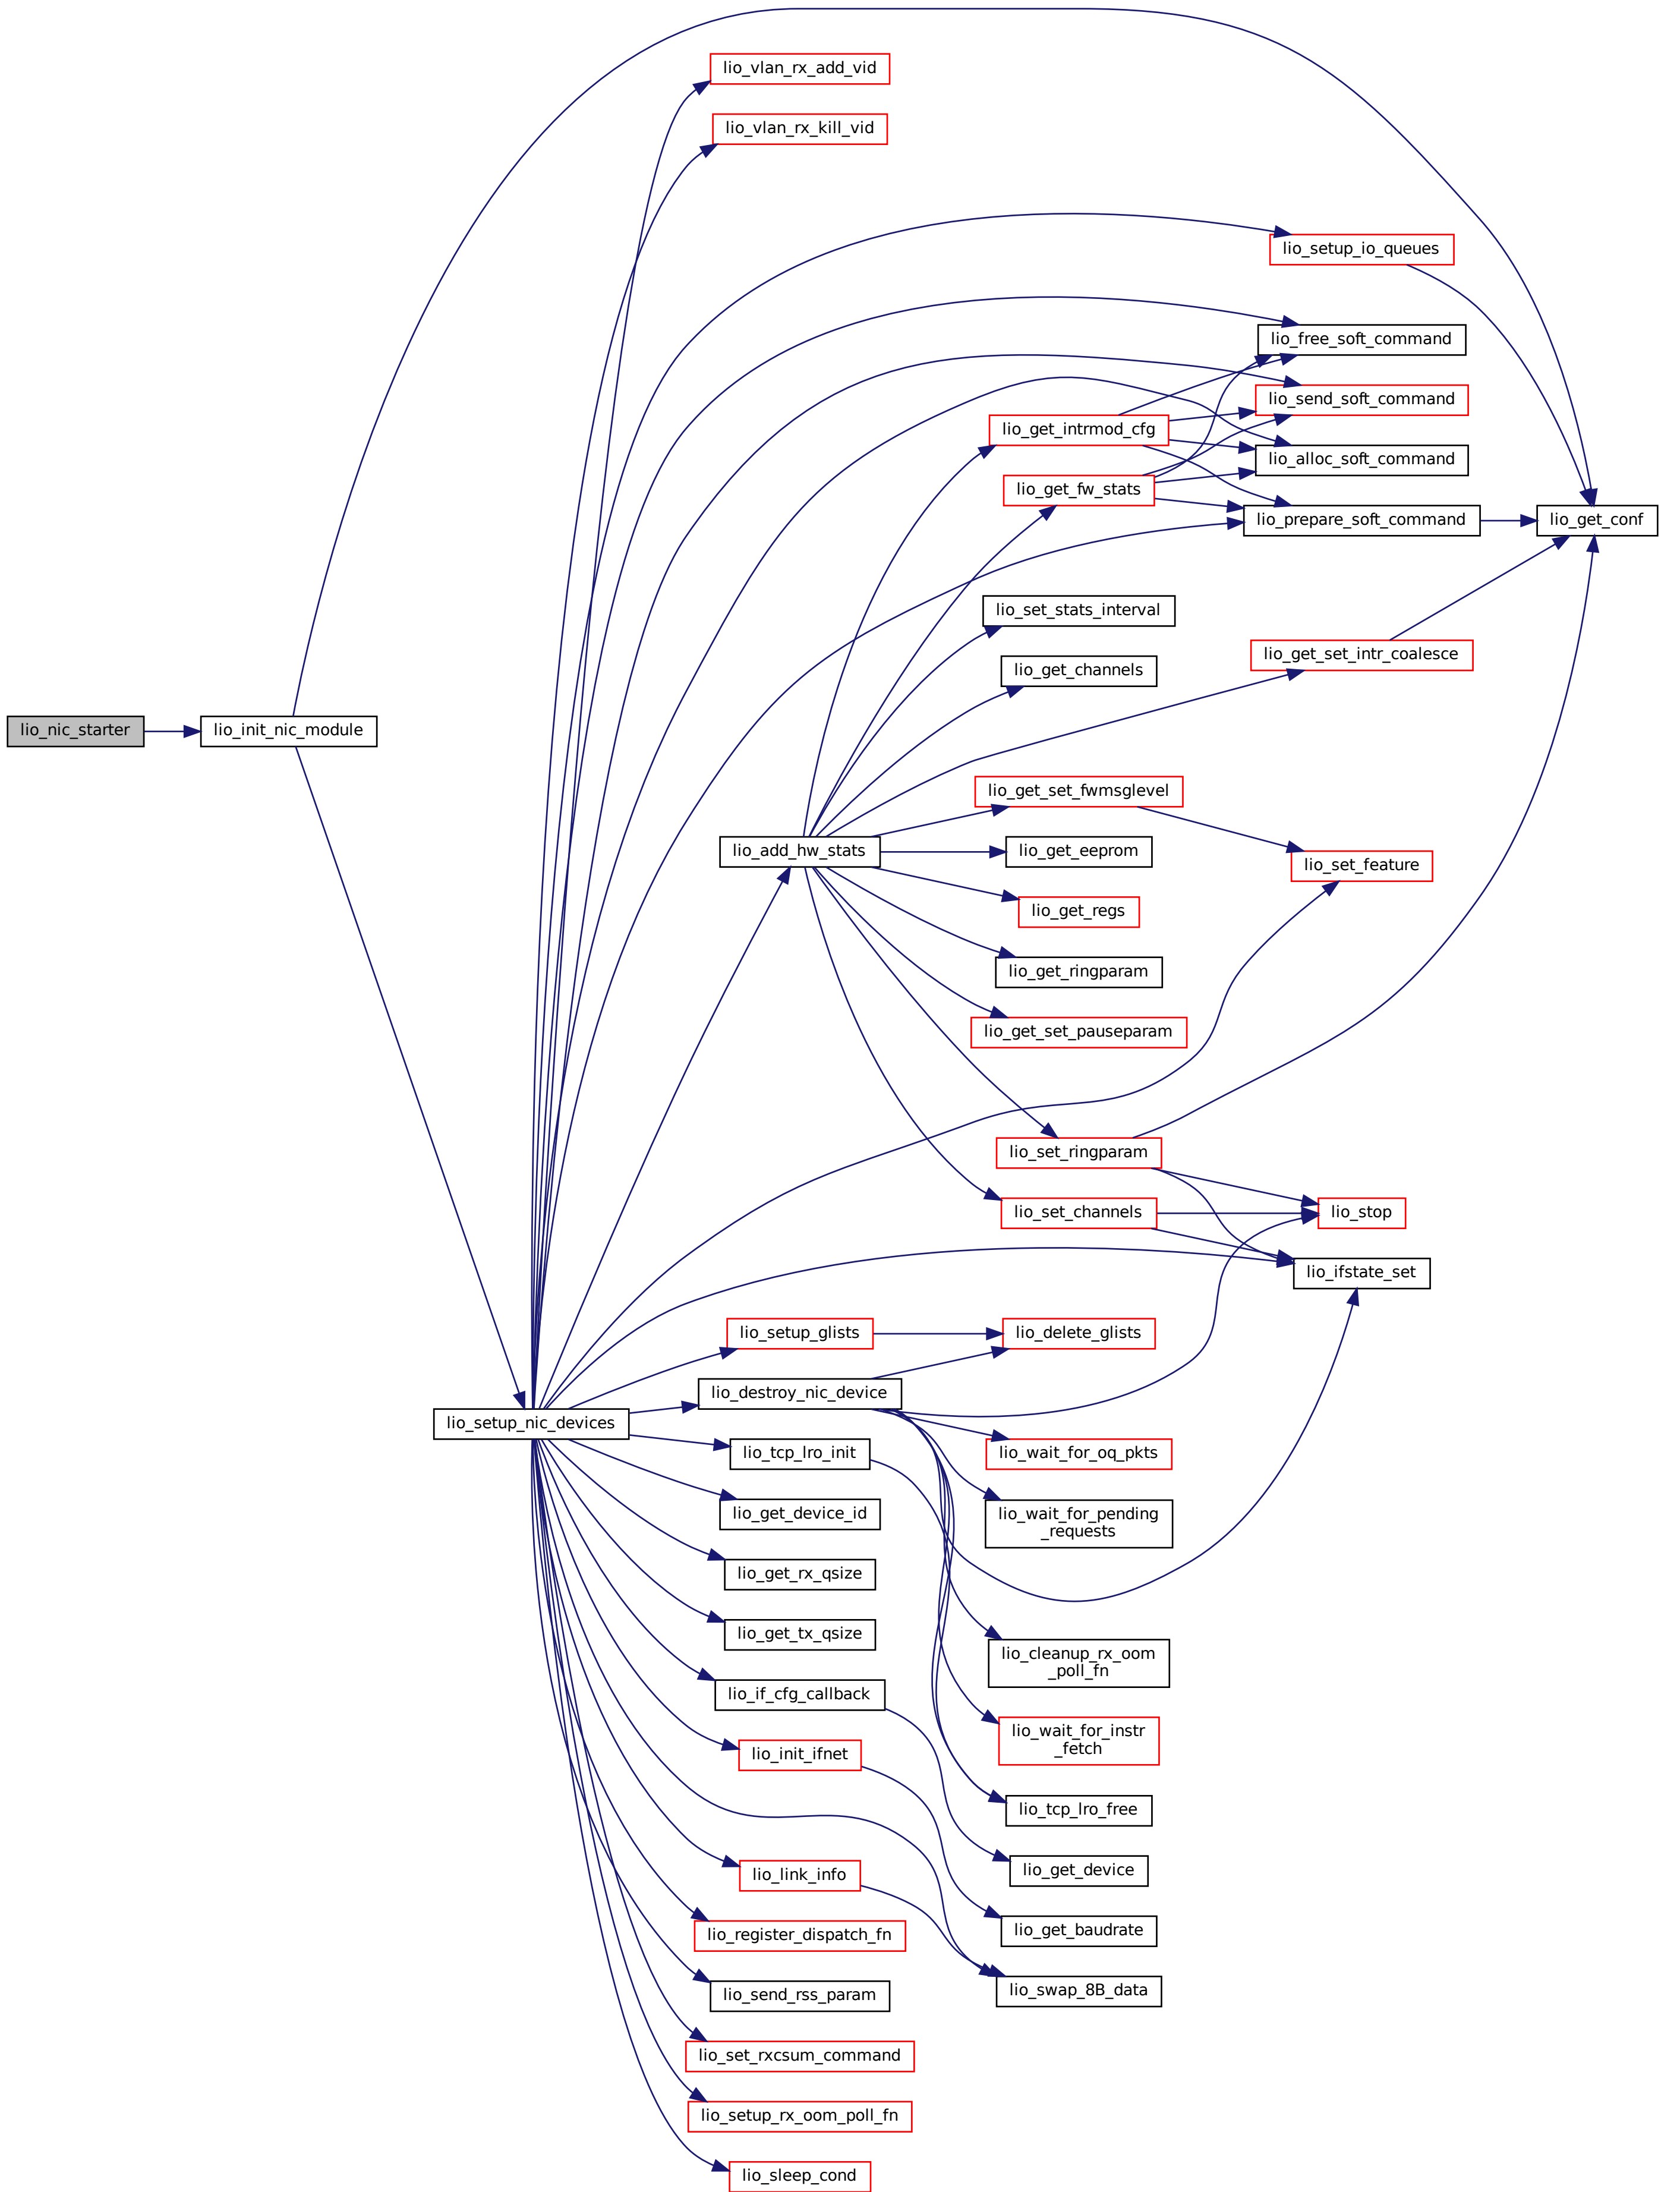 lio_vlan_rx_add_vid
lio_vlan_rx_kill_vid
lio_setup_io_queues
lio_free_soft_command
lio_send_soft_command
lio_get_intrmod_cfg
lio_alloc_soft_command
lio_get_fw_stats
lio_prepare_soft_command
lio_get_conf
lio_set_stats_interval
lio_get_set_intr_coalesce
lio_get_channels
lio_nic_starter
lio_init_nic_module
lio_get_set_fwmsglevel
lio_add_hw_stats
lio_get_eeprom
lio_set_feature
lio_get_regs
lio_get_ringparam
lio_get_set_pauseparam
lio_set_ringparam
lio_set_channels
lio_stop
lio_ifstate_set
lio_setup_glists
lio_delete_glists
lio_destroy_nic_device
lio_setup_nic_devices
lio_tcp_lro_init
lio_wait_for_oq_pkts
lio_get_device_id
lio_wait_for_pending
_requests
lio_get_rx_qsize
lio_get_tx_qsize
lio_cleanup_rx_oom
_poll_fn
lio_if_cfg_callback
lio_wait_for_instr
_fetch
lio_init_ifnet
lio_tcp_lro_free
lio_link_info
lio_get_device
lio_register_dispatch_fn
lio_get_baudrate
lio_send_rss_param
lio_swap_8B_data
lio_set_rxcsum_command
lio_setup_rx_oom_poll_fn
lio_sleep_cond